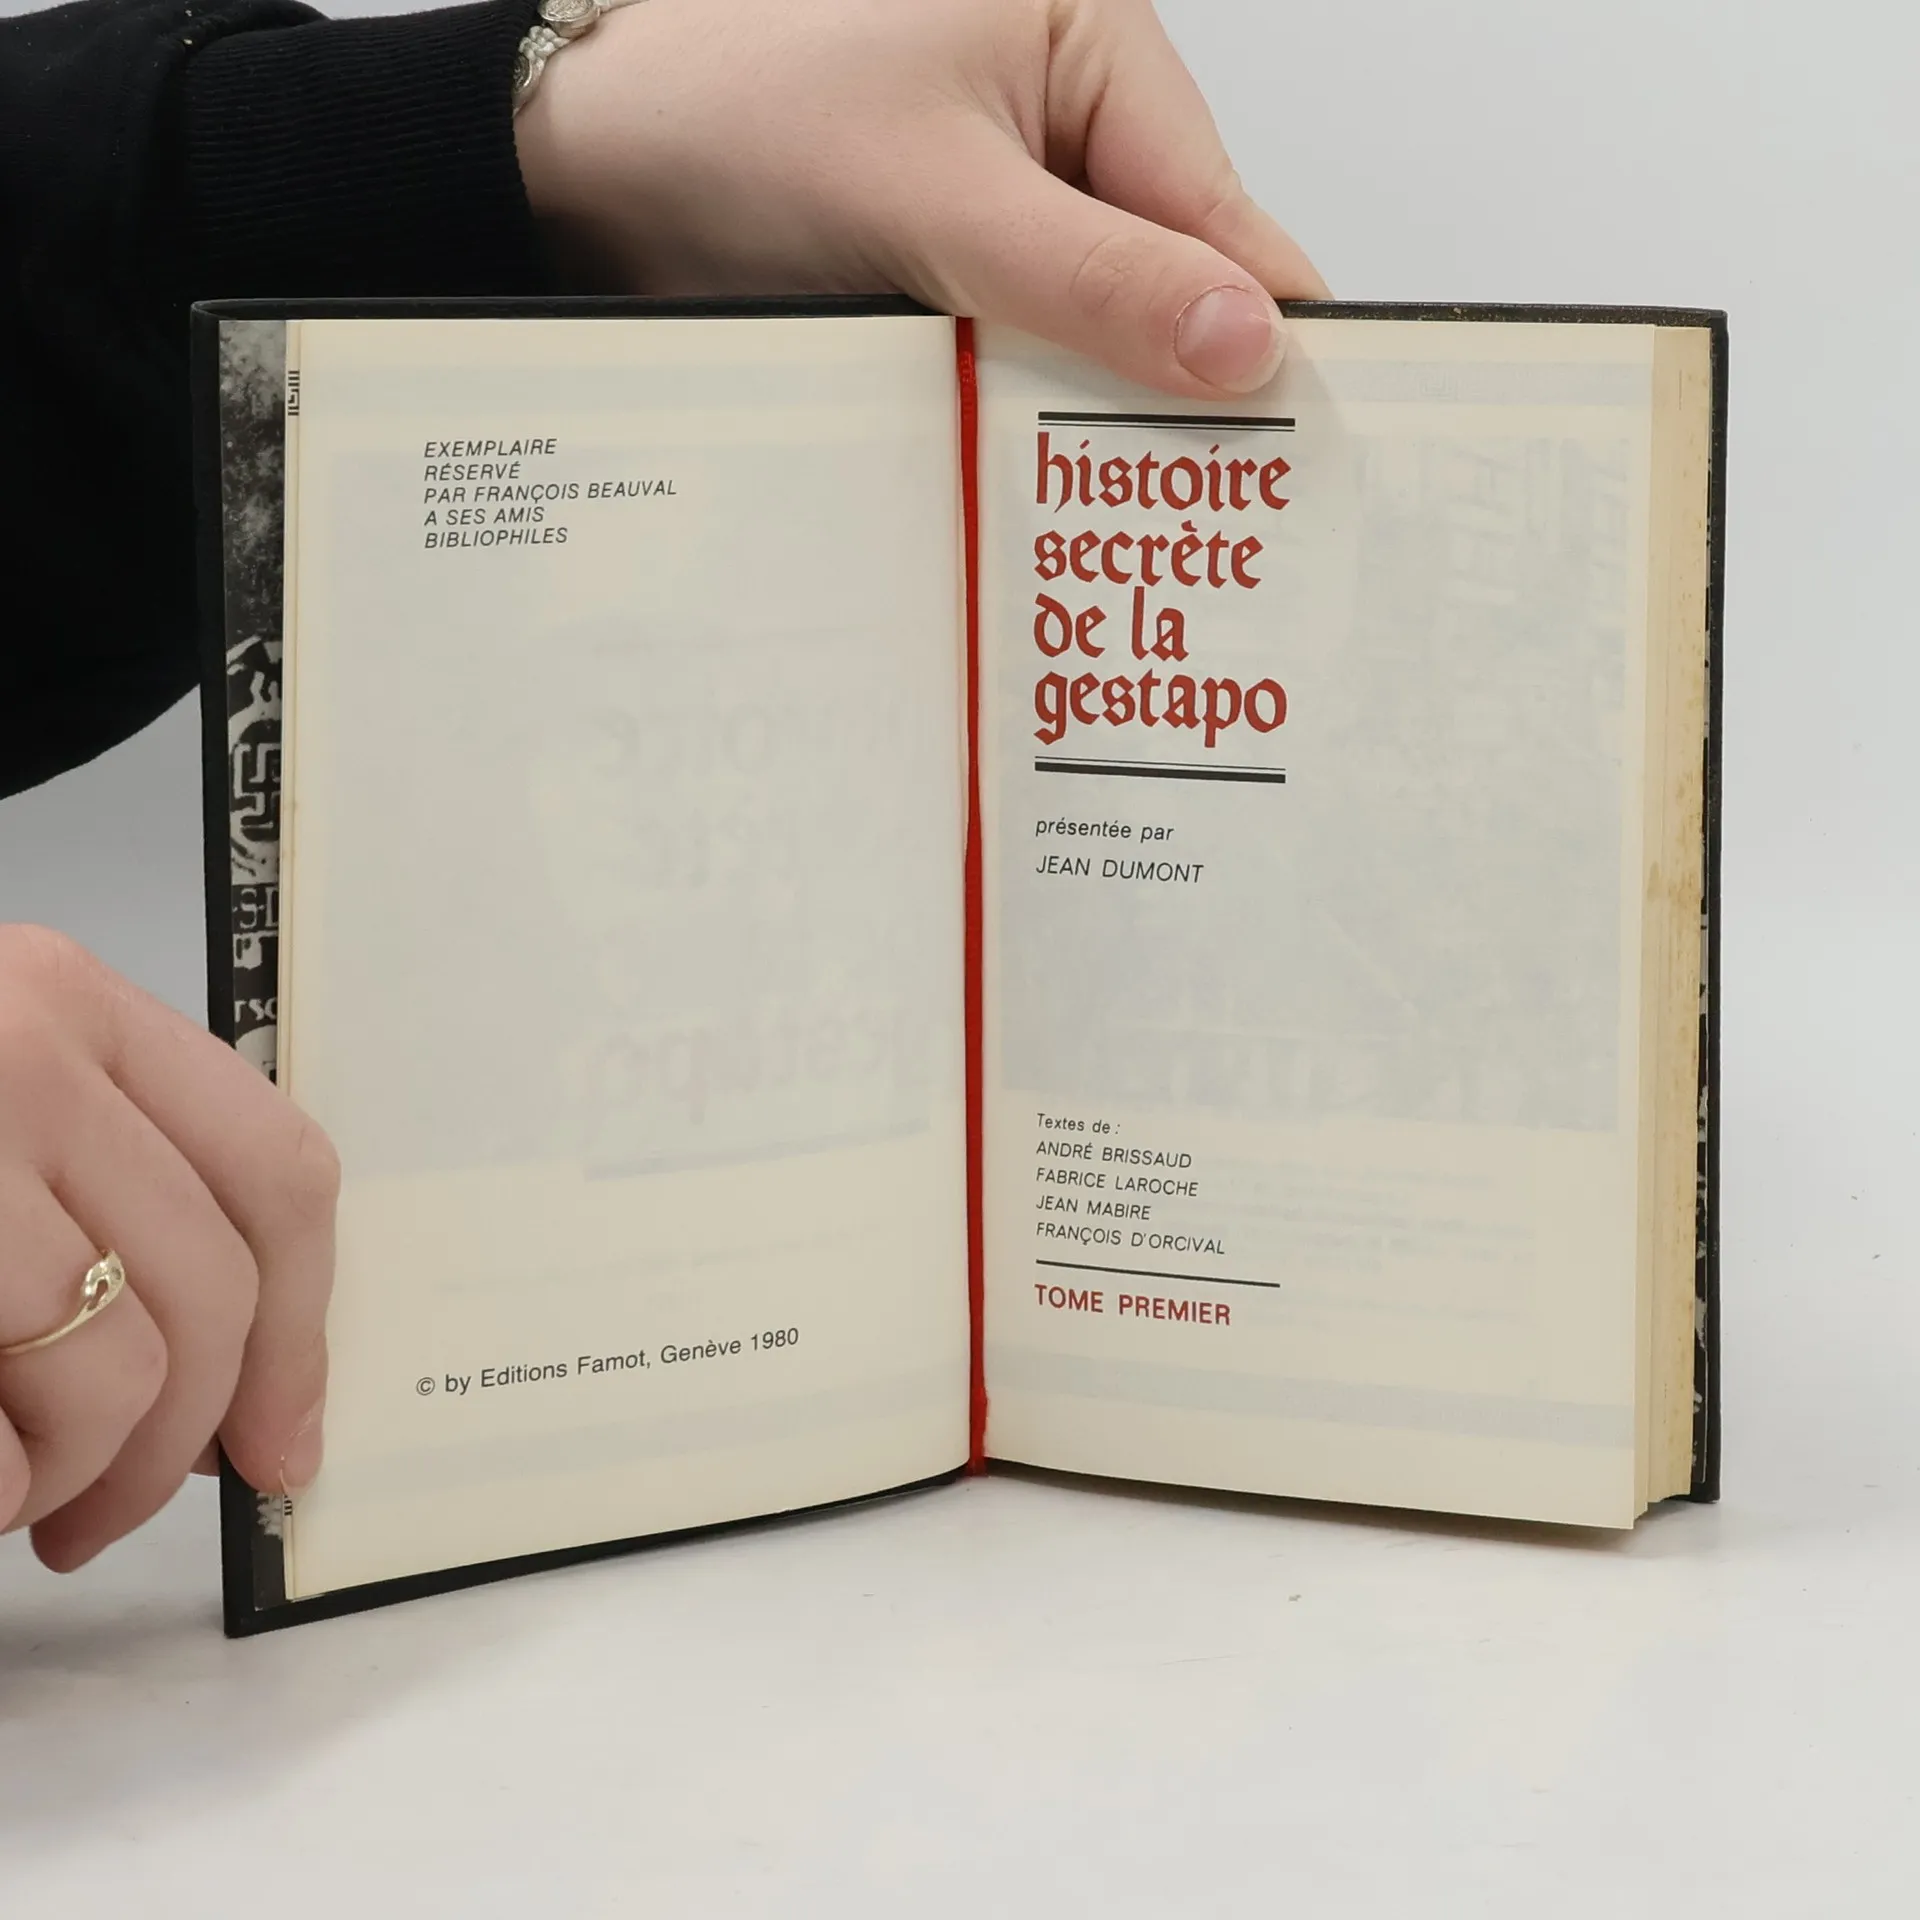 EXEMPLAIRE
RÉSERVÉ
PAR FRANÇOIS BEAUVAL
A SES AMIS
BIBLIOPHILES
© by Editions Famot, Genève 1980
histoire
secrète
de la
gestapo
présentée par
JEAN DUMONT
Textes de :
ANDRÉ BRISSAUD
FABRICE LAROCHE
JEAN MABIRE
FRANÇOIS D'ORCIVAL
TOME PREMIER